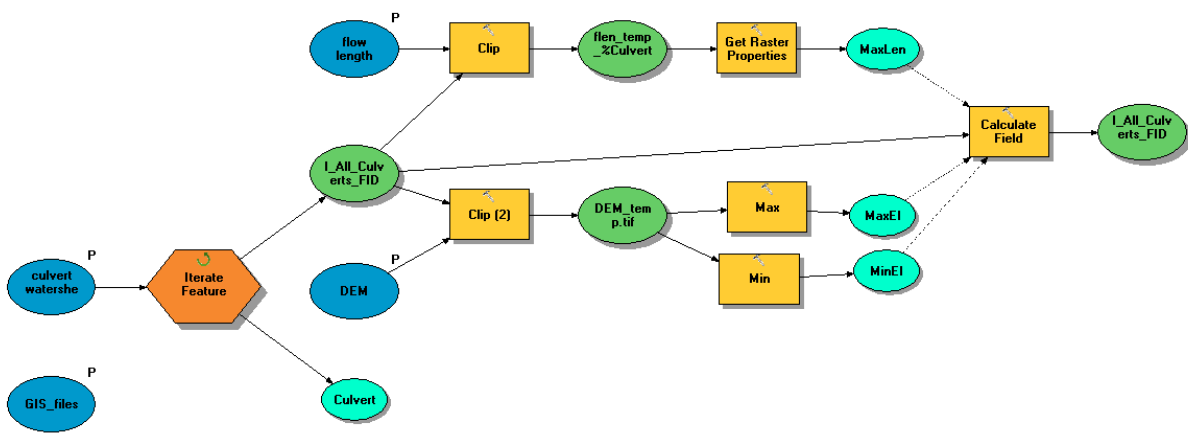 P
flow
length
Clip
flen_temp
_%Culvert
Get Raster
Properties
MaxLen
Calculate
Field
I_All_Culv
erts_FID
I_All_Culv
erts_FID
Clip (2)
DEM_tem
p.tif
Max
MaxEl
Min
MinEl
P
DEM
P
culvert
watershe
Iterate
Feature
Culvert
P
GIS_files